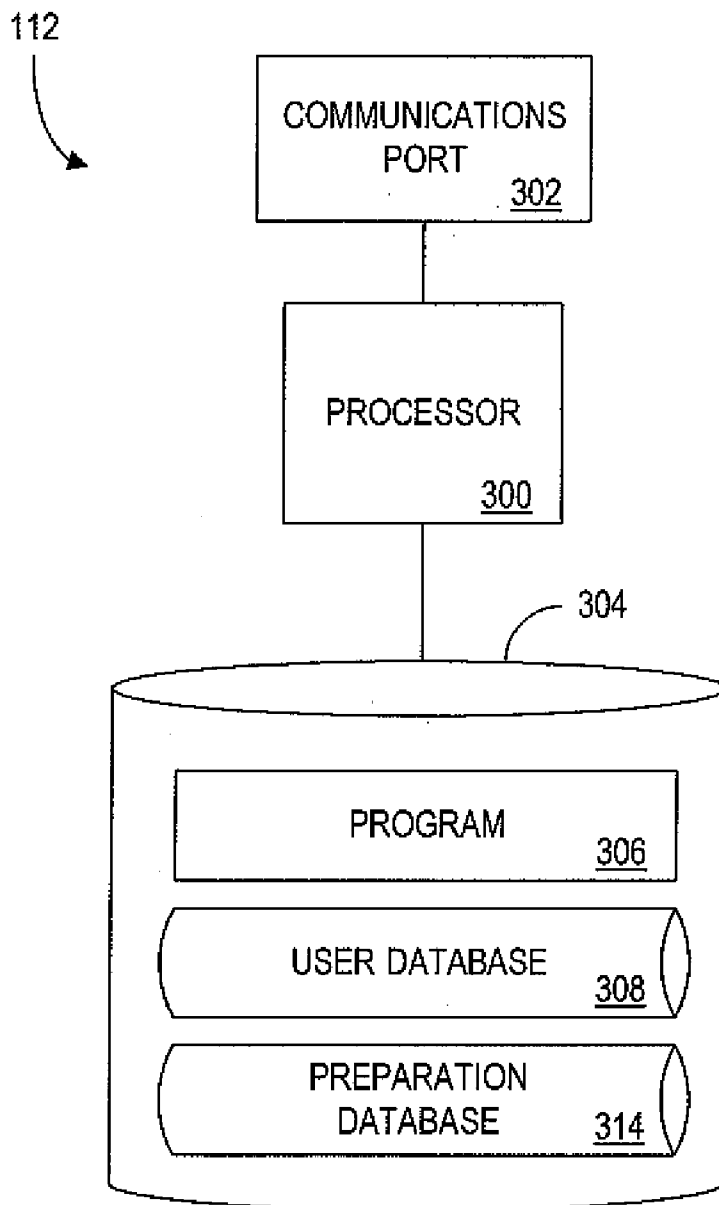 112
COMMUNICATIONS
PORT
302
PROCESSOR
300
304
PROGRAM
306
USER DATABASE
308
PREPARATION
DATABASE
314